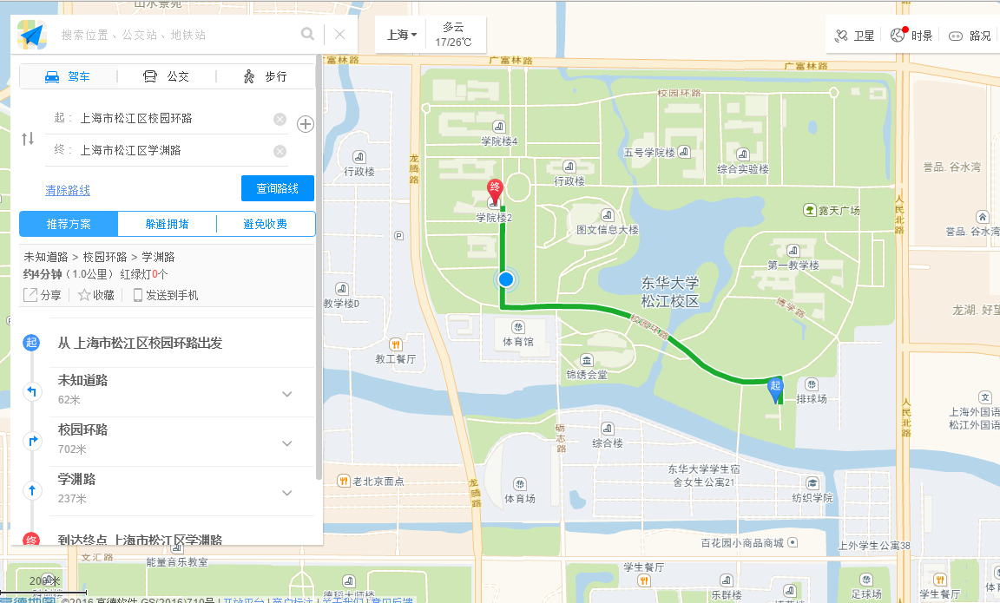 山水景苑
搜索位置、公交站、地铁站
上海
多云
17/26℃
卫星
时景
路况
驾车
公交
步行
起： 上海市松江区校园环路
终： 上海市松江区学渊路
清除路线
查询路线
推荐方案
躲避拥堵
避免收费
未知道路 > 校园环路 > 学渊路
约4分钟（1.0公里） 红绿灯0个
分享
收藏
发送到手机
起
从 上海市松江区校园环路出发
未知道路
62米
校园环路
702米
学渊路
237米
终
到达终点 上海市松江区学渊路
广富林路
广富林路
广富林路
校园环路
学院楼4
五号学院楼
综合实验楼
行政楼
行政楼
龙腾路
终
学院楼2
图文信息大楼
露天广场
人民北路
誉品. 谷水湾
誉品. 谷水湾
P
第一教学楼
东华大学
松江校区
教学楼D
博学路
校园环路
龙湖. 好望
体育馆
教工餐厅
锦绣会堂
起
排球场
人民北路
文
上海外国语
松江外国语
砺志路
综合楼
东华大学学生宿
舍女生公寓21
老北京面点
龙腾路
体育场
纺织学院
百花园小商品商城
上外学生公寓38
文汇路
能量音乐教室
学生餐厅
德稻大师楼
乐群楼
足球场
学生餐厅
200米
©2016 高德软件 GS(2016)710号 | 开放平台 | 商户标注 | 关于我们 | 意见反馈